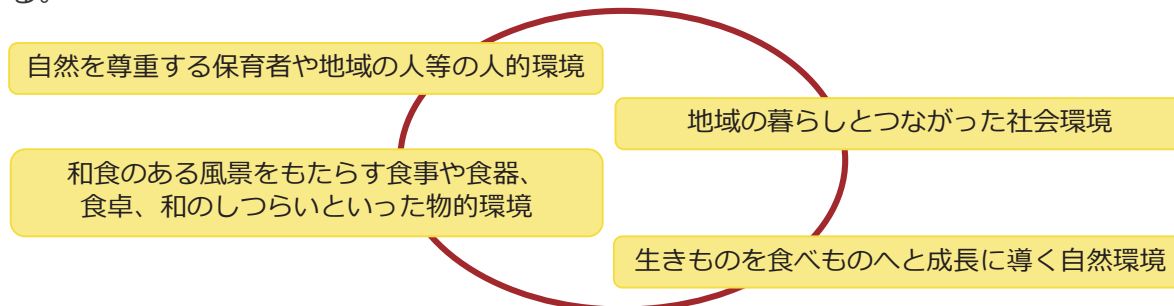 る。
自然を尊重する保育者や地域の人等の人的環境
地域の暮らしとつながった社会環境
和食のある風景をもたらす食事や食器、
食卓、和のしつらいといった物的環境
生きものを食べものへと成長に導く自然環境